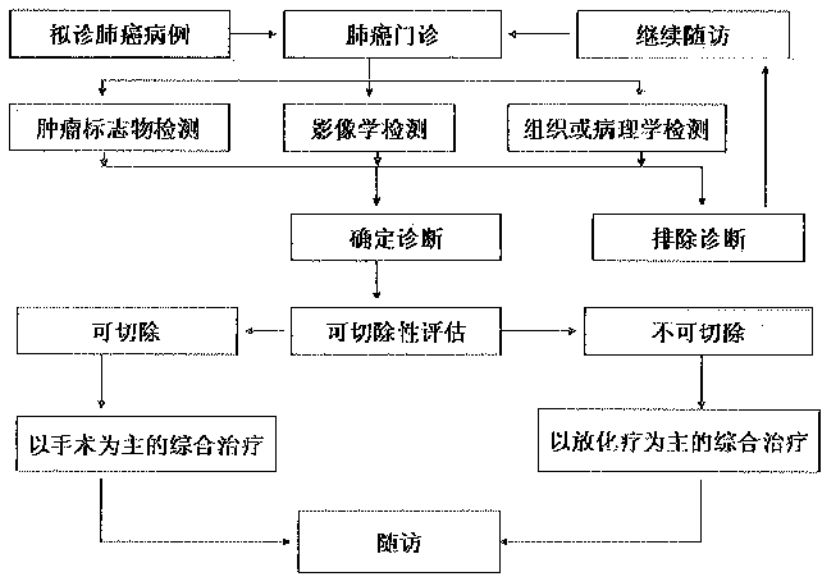 拟诊肺癌病例
肺癌门诊
继续随访
肿瘤标志物检测
影像学检测
组织或病理学检测
确定诊断
排除诊断
可切除
可切除性评估
不可切除
以手术为主的综合治疗
以放化疗为主的综合治疗
随访